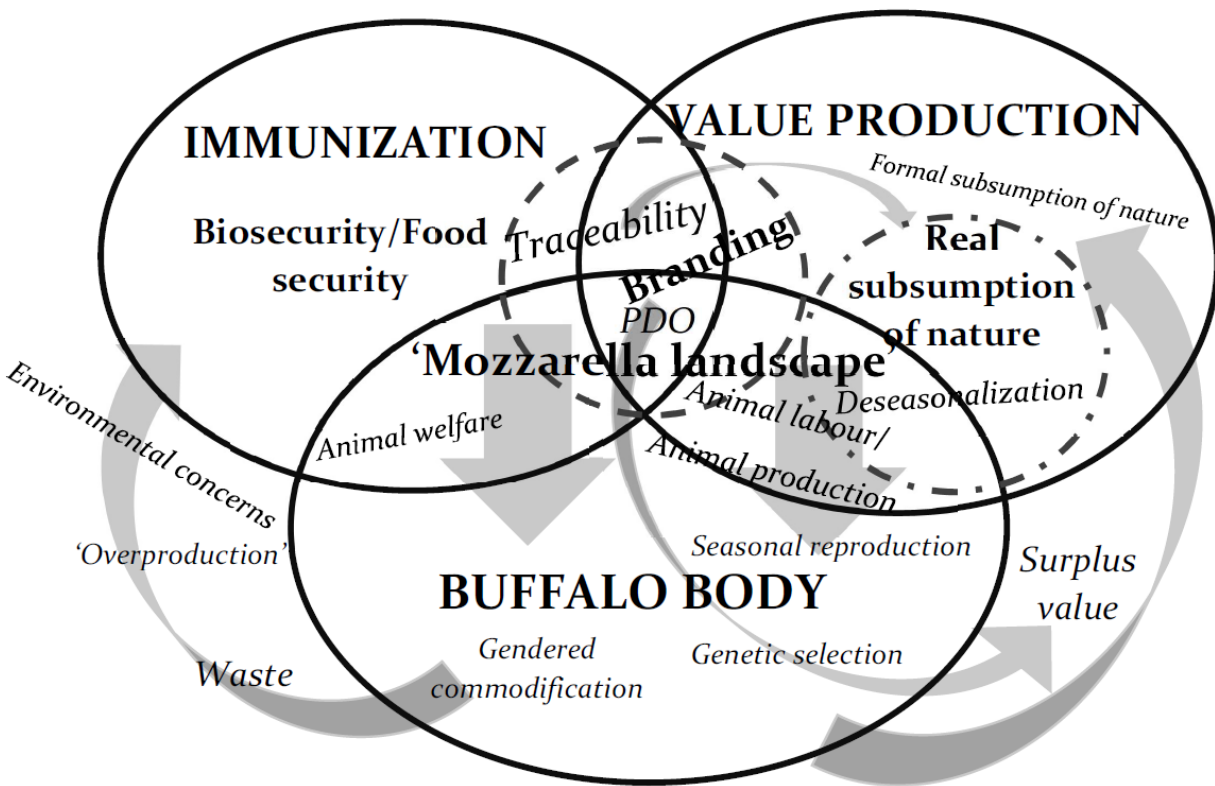 IMMUNIZATION
VALUE PRODUCTION
Formal subsumption of nature
Biosecurity/Food
security
Traceability
Branding
PDO
Real
subsumption
of nature
'Mozzarella landscape'
Environmental concerns
Animal welfare
Animal labour/
Animal production
Deseasonalization
'Overproduction'
Seasonal reproduction
Surplus
value
BUFFALO BODY
Waste
Gendered
commodification
Genetic selection